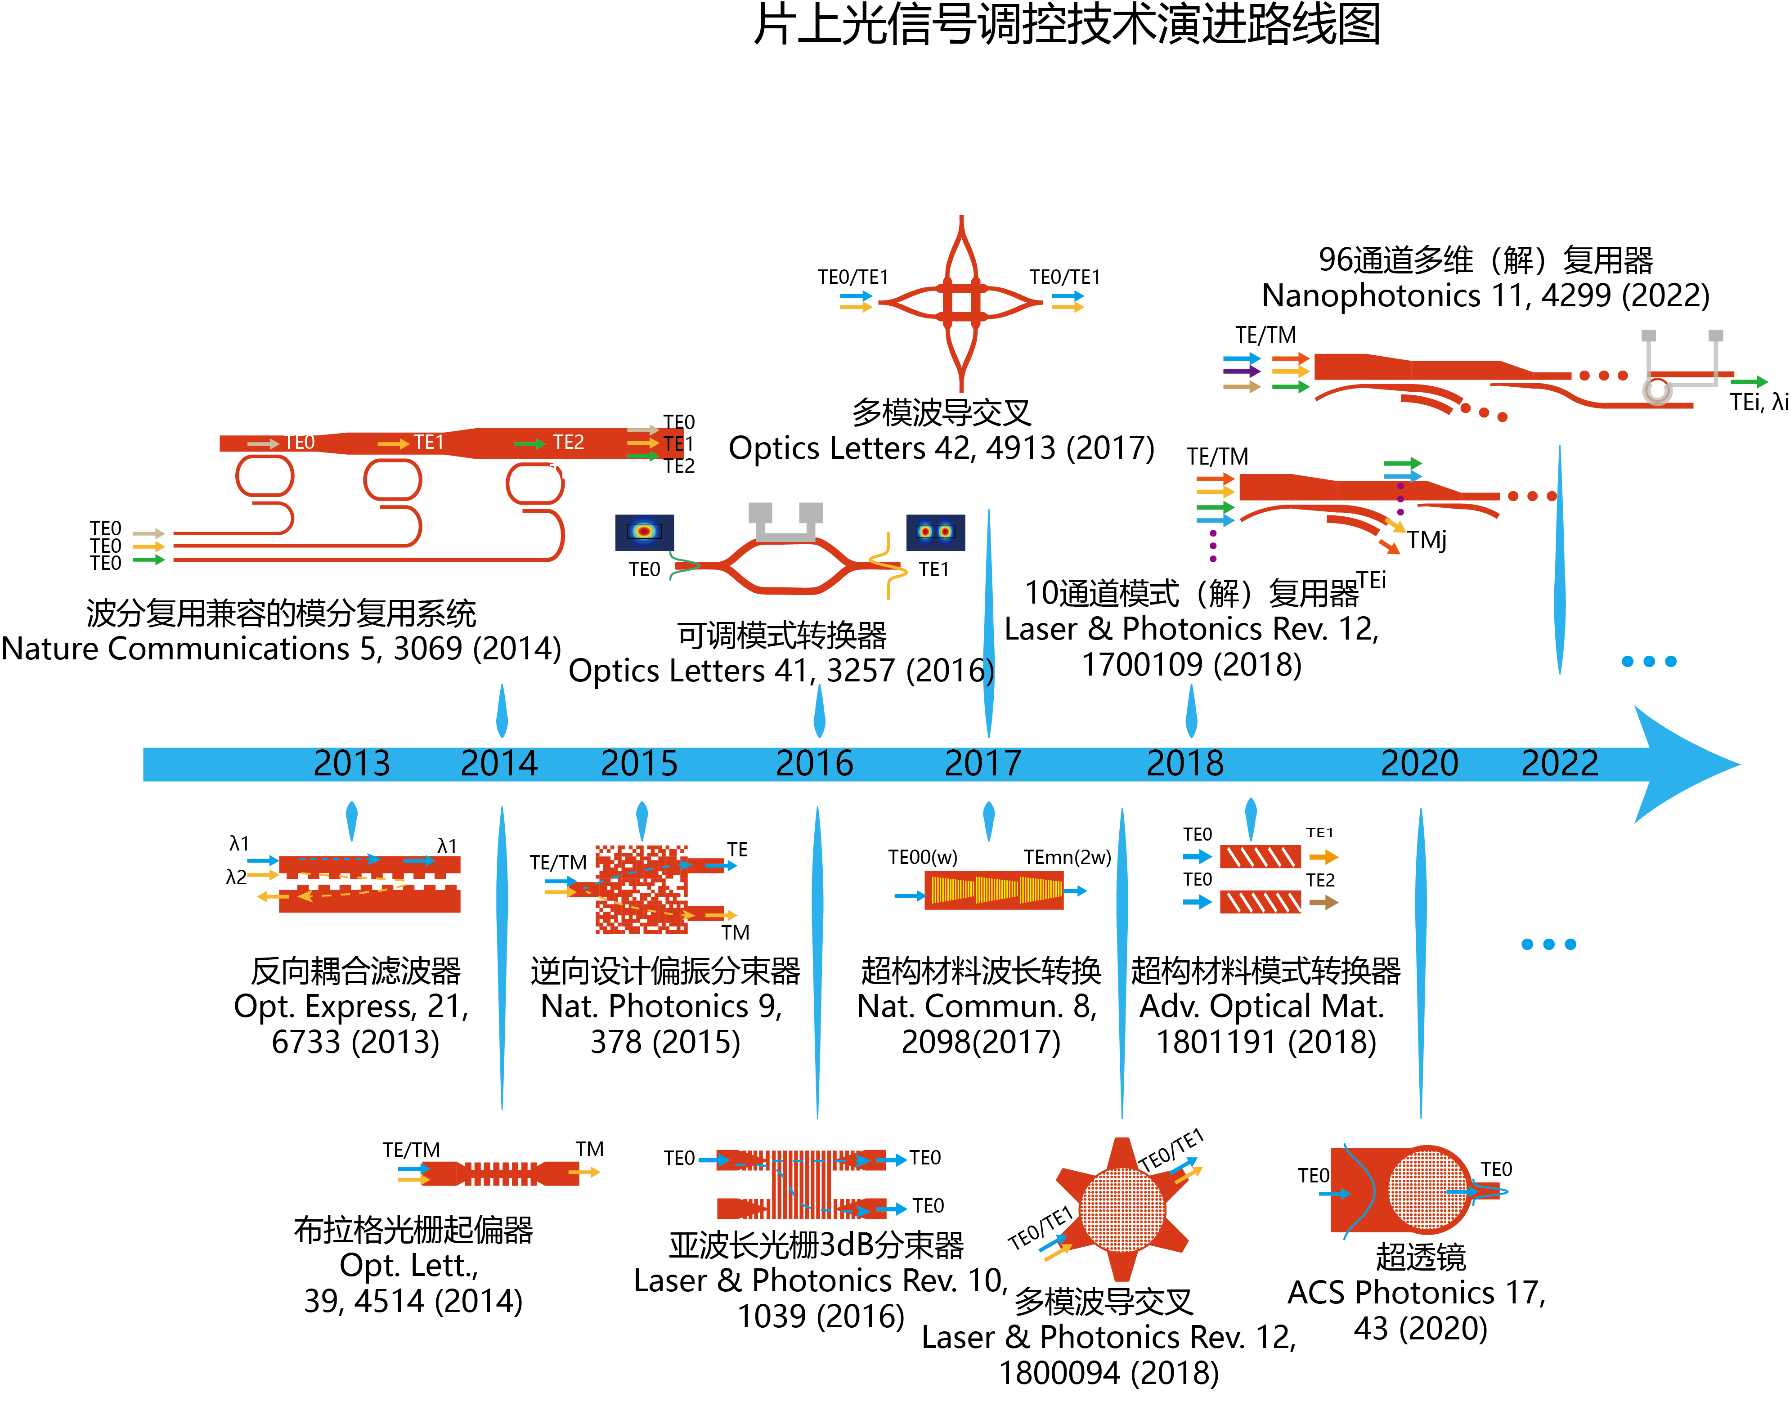 片上光信号调控技术演进路线图
TE0/TE1
TE0/TE1
多模波导交叉
Optics Letters 42, 4913 (2017)
96通道多维（解）复用器
Nanophotonics 11, 4299 (2022)
TE/TM
TEi, λi
TE0
TE1
TE2
TE0
TE1
TE2
TE0
TE0
TE0
波分复用兼容的模分复用系统
Nature Communications 5, 3069 (2014)
TE0
TE1
可调模式转换器
Optics Letters 41, 3257 (2016)
TE/TM
TMj
TEi
10通道模式（解）复用器
Laser & Photonics Rev. 12,
1700109 (2018)
2013
2014
2015
2016
2017
2018
2020
2022
λ1
λ1
λ2
反向耦合滤波器
Opt. Express, 21,
6733 (2013)
TE/TM
TE
TM
逆向设计偏振分束器
Nat. Photonics 9,
378 (2015)
TE00(w)
TEmn(2w)
超构材料波长转换
Nat. Commun. 8,
2098(2017)
TE0
TE1
TE0
TE2
超构材料模式转换器
Adv. Optical Mat.
1801191 (2018)
TE/TM
TM
布拉格光栅起偏器
Opt. Lett.,
39, 4514 (2014)
TE0
TE0
TE0
亚波长光栅3dB分束器
Laser & Photonics Rev. 10,
1039 (2016)
TE0/TE1
TE0/TE1
多模波导交叉
Laser & Photonics Rev. 12,
1800094 (2018)
TE0
TE0
超透镜
ACS Photonics 17,
43 (2020)